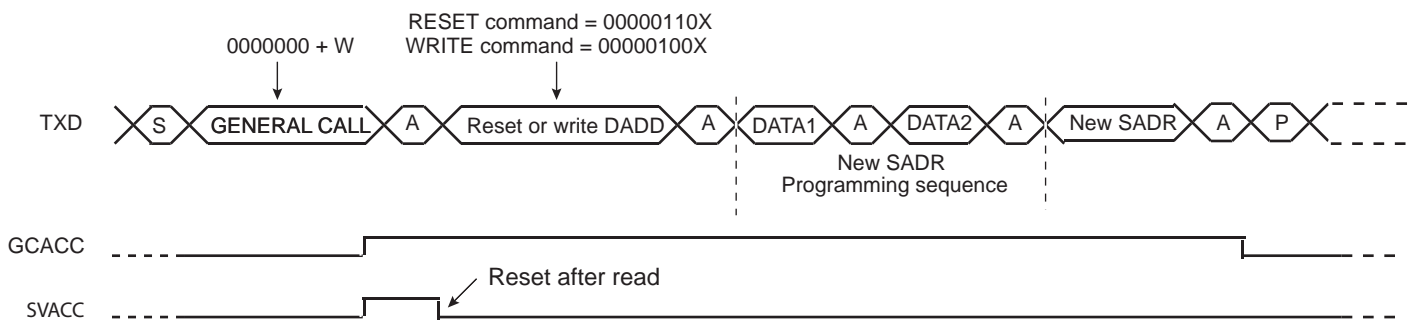 RESET command = 00000110X
0000000 + W WRITE command = 00000100X
TXD S GENERAL CALL A Reset or write DADD A DATA1 A DATA2 A New SADR A P
New SADR
Programming sequence
GCACC
Reset after read
SVACC